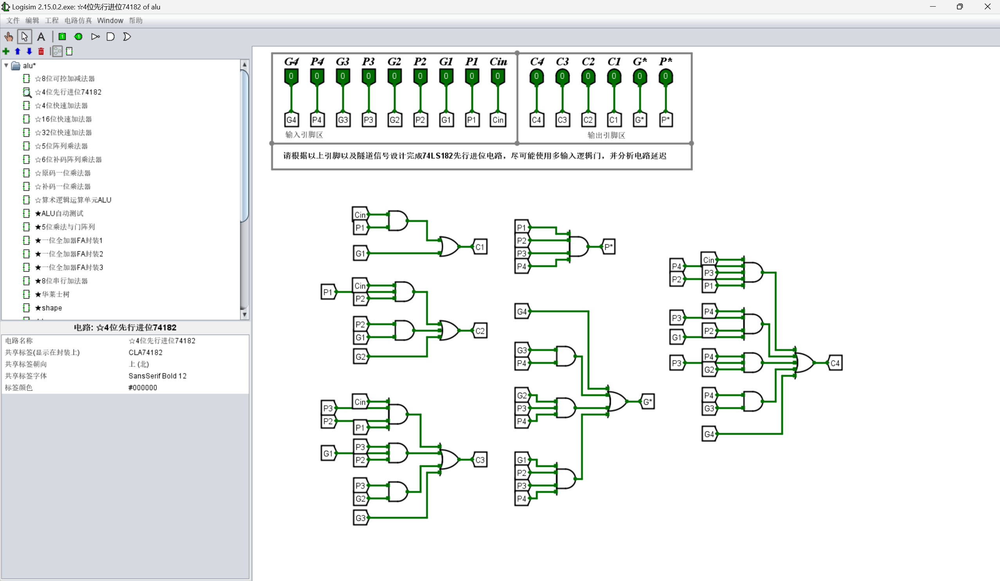 Logisim 2.15.0.2.exe: ☆4位先行进位74182 of alu
文件 编辑 工程 电路仿真 Window 帮助
alu*
☆8位可控加减法器
☆4位先行进位74182
☆4位快速加法器
☆16位快速加法器
☆32位快速加法器
☆5位阵列乘法器
☆6位补码阵列乘法器
☆原码一位乘法器
☆补码一位乘法器
☆算术逻辑运算单元ALU
★ALU自动测试
★5位乘法与门阵列
★一位全加器FA封装1
★一位全加器FA封装2
★一位全加器FA封装3
★8位串行加法器
★华莱士树
★shape
电路: ☆4位先行进位74182
电路名称 ☆4位先行进位74182
共享标签(显示在封装上) CLA74182
共享标签朝向 上 (北)
共享标签字体 SansSerif Bold 12
标签颜色 #000000
G4 P4 G3 P3 G2 P2 G1 P1 Cin C4 C3 C2 C1 G* P*
0 0 0 0 0 0 0 0 0 0 0 0 0 0 0
G4 P4 G3 P3 G2 P2 G1 P1 Cin C4 C3 C2 C1 G* P*
输入引脚区 输出引脚区
请根据以上引脚以及隧道信号设计完成74LS182先行进位电路，尽可能使用多输入逻辑门，并分析电路延迟
Cin
P1
G1
C1
P1
Cin
P2
P2
G1
G2
C2
P3
P2
Cin
P1
G1
P3
P2
P3
G2
G3
C3
P1
P2
P3
P4
P*
G4
G3
P4
G2
P3
P4
G1
P2
P3
P4
G*
P4
P2
Cin
P3
P1
P3
G1
P4
P2
P3
P4
G2
P4
G3
G4
C4